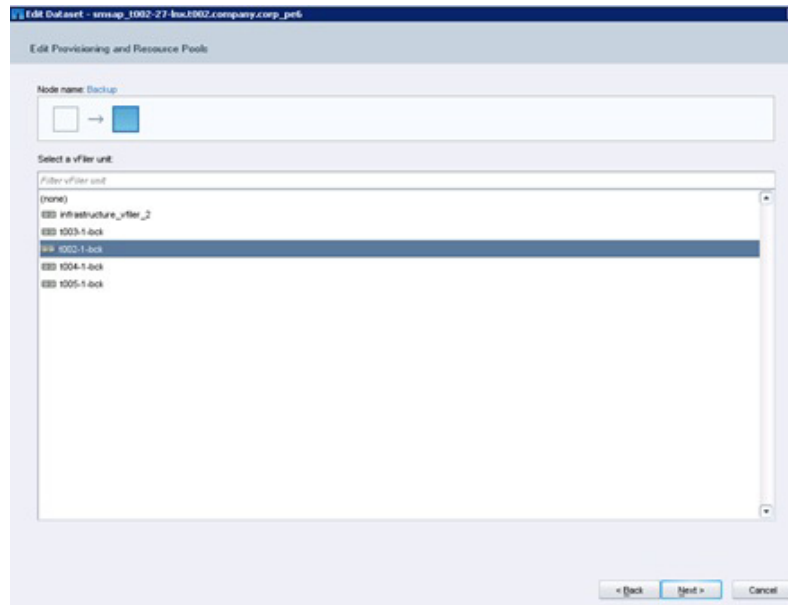 Edit Dataset - smsap_t002-27-lnx.t002.company.corp_pe6
Edit Provisioning and Resource Pools
Node name: Backup
Select a vFiler unit:
Filter vFiler unit
(none)
infrastructure_vfiler_2
t003-1-bck
t002-1-bck
t004-1-bck
t005-1-bck
< Back Next > Cancel